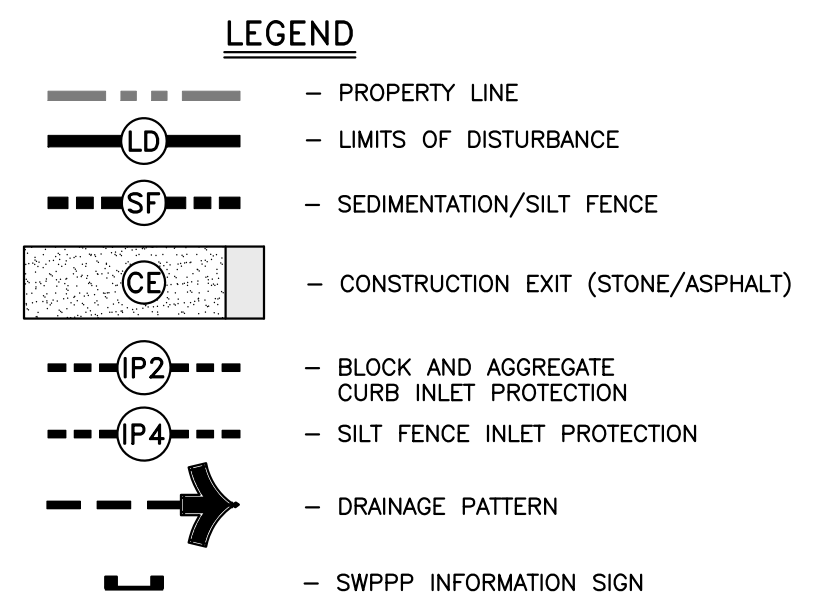 LEGEND
– PROPERTY LINE
LD – LIMITS OF DISTURBANCE
SF – SEDIMENTATION/SILT FENCE
CE – CONSTRUCTION EXIT (STONE/ASPHALT)
IP2 – BLOCK AND AGGREGATE
CURB INLET PROTECTION
IP4 – SILT FENCE INLET PROTECTION
– DRAINAGE PATTERN
– SWPPP INFORMATION SIGN